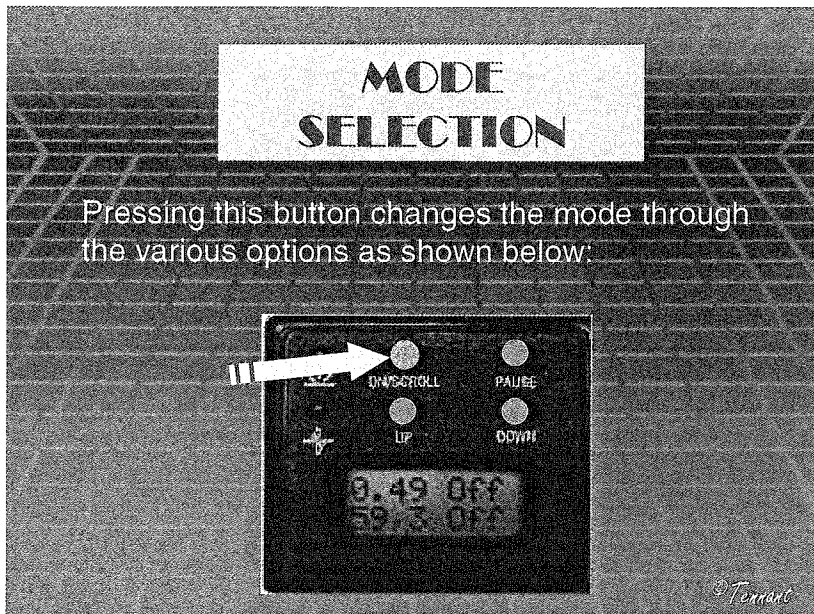 MODE
SELECTION
Pressing this button changes the mode through
the various options as shown below:
ON/SCROLL PAUSE
UP DOWN
0.49 Off
59.3 Off
©Tennant